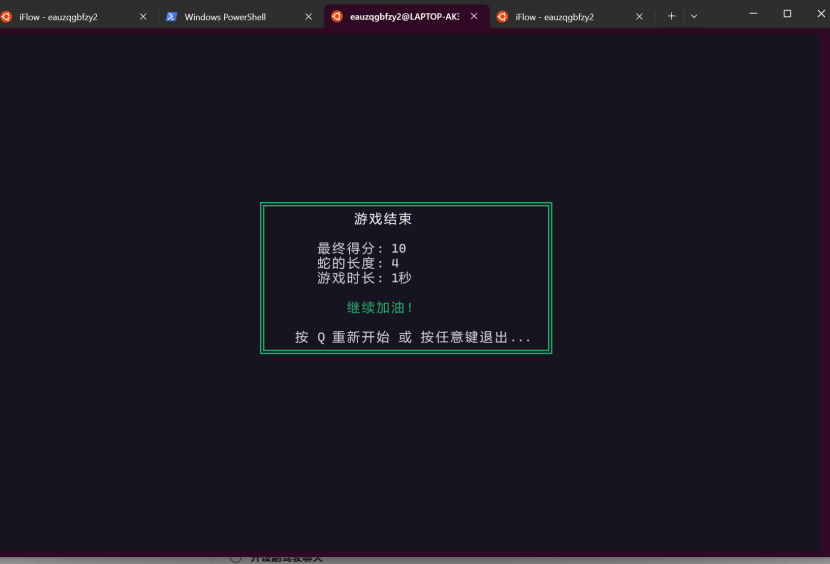 iFlow - eauzqgbfzy2
Windows PowerShell
eauzqgbfzy2@LAPTOP-AK
iFlow - eauzqgbfzy2
游戏结束
最终得分: 10
蛇的长度: 4
游戏时长: 1秒
继续加油!
按 Q 重新开始 或 按任意键退出...